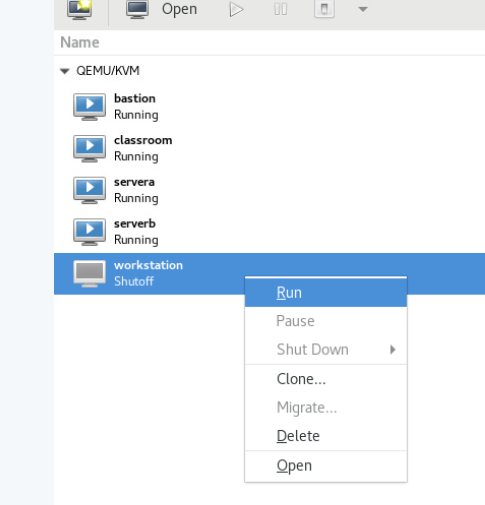 Open
Name
QEMU/KVM
bastion
Running
classroom
Running
servera
Running
serverb
Running
workstation
Shutoff
Run
Pause
Shut Down
Clone...
Migrate...
Delete
Open